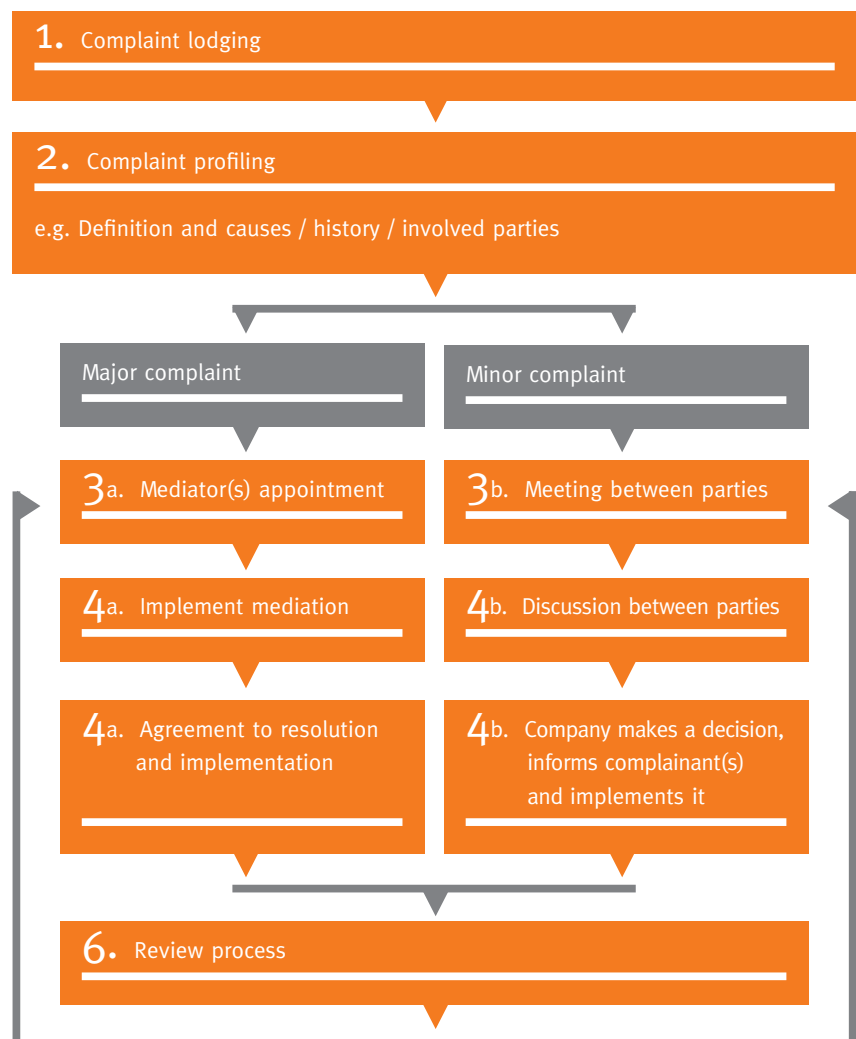 1. Complaint lodging
2. Complaint profiling
e.g. Definition and causes / history / involved parties
Major complaint
Minor complaint
3a. Mediator(s) appointment
3b. Meeting between parties
4a. Implement mediation
4b. Discussion between parties
4a. Agreement to resolution
and implementation
4b. Company makes a decision,
informs complainant(s)
and implements it
6. Review process